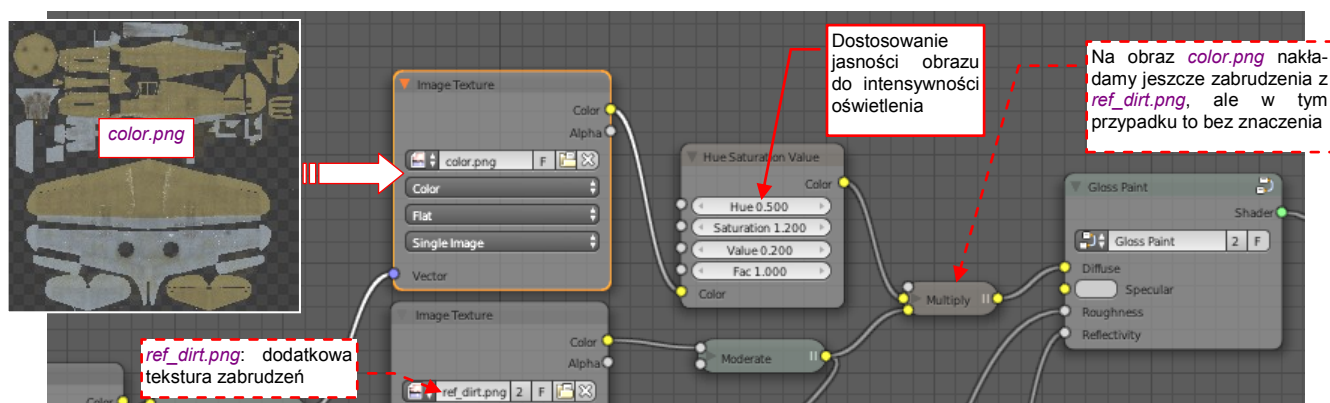 color.png
Image Texture
Color
Alpha
color.png F
Color
Flat
Single Image
Vector
Dostosowanie
jasności obrazu
do intensywności
oświetlenia
Hue Saturation Value
Color
Hue 0.500
Saturation 1.200
Value 0.200
Fac 1.000
Color
Na obraz color.png nakła-
damy jeszcze zabrudzenia z
ref_dirt.png, ale w tym
przypadku to bez znaczenia
Multiply
Gloss Paint
Shader
Gloss Paint 2 F
Diffuse
Specular
Roughness
Reflectivity
ref_dirt.png: dodatkowa
tekstura zabrudzeń
Image Texture
Color
Alpha
ref_dirt.png 2 F
Moderate
Color